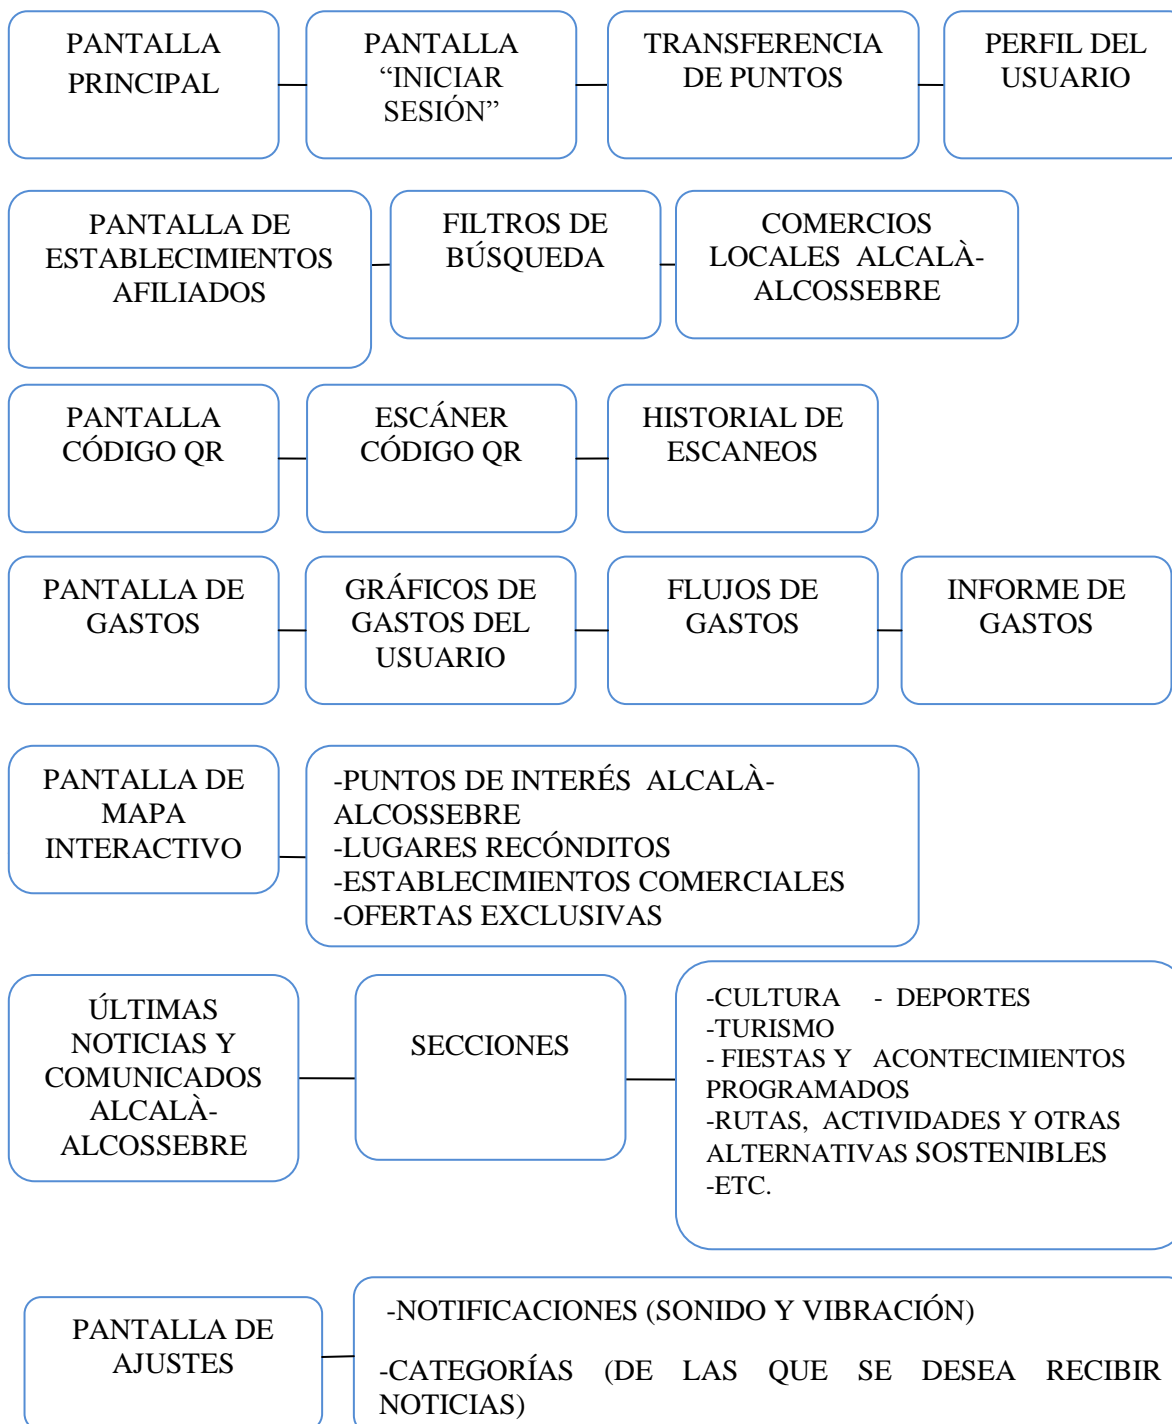 PANTALLA
PRINCIPAL
PANTALLA
“INICIAR
SESIÓN”
TRANSFERENCIA
DE PUNTOS
PERFIL DEL
USUARIO
PANTALLA DE
ESTABLECIMIENTOS
AFILIADOS
FILTROS DE
BÚSQUEDA
COMERCIOS
LOCALES ALCALÀ-
ALCOSSEBRE
PANTALLA
CÓDIGO QR
ESCÁNER
CÓDIGO QR
HISTORIAL DE
ESCANEOS
PANTALLA DE
GASTOS
GRÁFICOS DE
GASTOS DEL
USUARIO
FLUJOS DE
GASTOS
INFORME DE
GASTOS
PANTALLA DE
MAPA
INTERACTIVO
-PUNTOS DE INTERÉS ALCALÀ-
ALCOSSEBRE
-LUGARES RECÓNDITOS
-ESTABLECIMIENTOS COMERCIALES
-OFERTAS EXCLUSIVAS
ÚLTIMAS
NOTICIAS Y
COMUNICADOS
ALCALÀ-
ALCOSSEBRE
SECCIONES
-CULTURA - DEPORTES
-TURISMO
- FIESTAS Y ACONTECIMIENTOS
PROGRAMADOS
-RUTAS, ACTIVIDADES Y OTRAS
ALTERNATIVAS SOSTENIBLES
-ETC.
PANTALLA DE
AJUSTES
-NOTIFICACIONES (SONIDO Y VIBRACIÓN)
-CATEGORÍAS (DE LAS QUE SE DESEA RECIBIR
NOTICIAS)